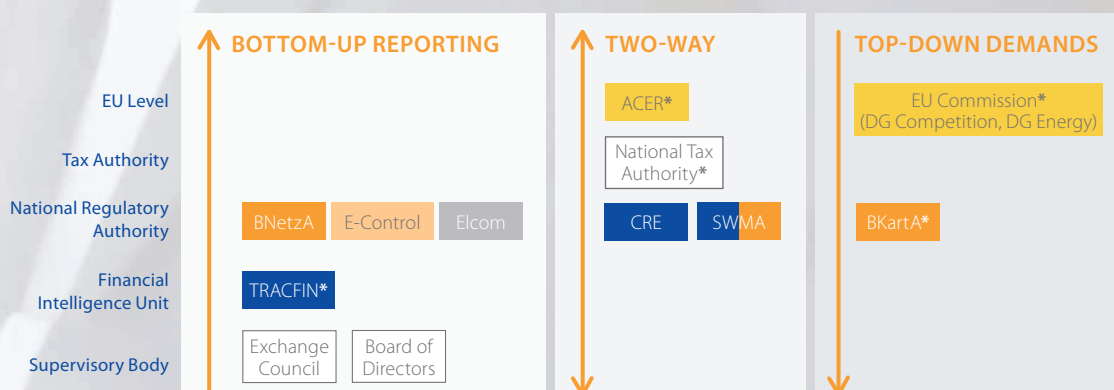 BOTTOM-UP REPORTING
TWO-WAY
TOP-DOWN DEMANDS
EU Level
ACER*
EU Commission*
(DG Competition, DG Energy)
Tax Authority
National Tax
Authority*
National Regulatory
Authority
BNetzA
E-Control
Elcom
CRE
SWMA
BKartA*
Financial
Intelligence Unit
TRACFIN*
Supervisory Body
Exchange
Council
Board of
Directors